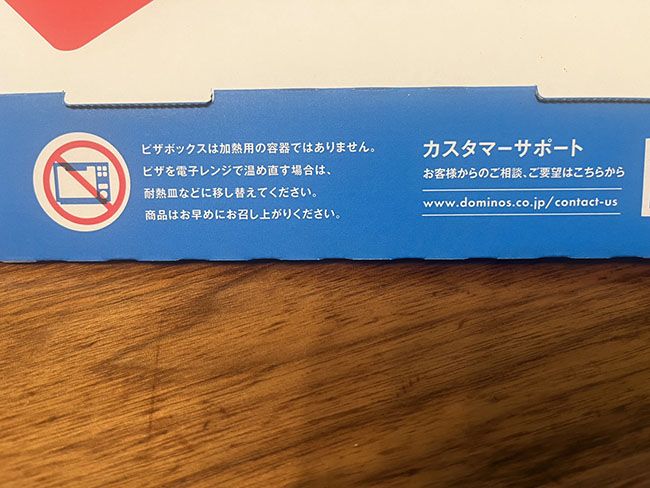 ピザボックスは加熱用の容器ではありません。
ピザを電子レンジで温め直す場合は、
耐熱皿などに移し替えてください。
商品はお早めにお召し上がりください。
カスタマーサポート
お客様からのご相談、ご要望はこちらから
www.dominos.co.jp/contact-us